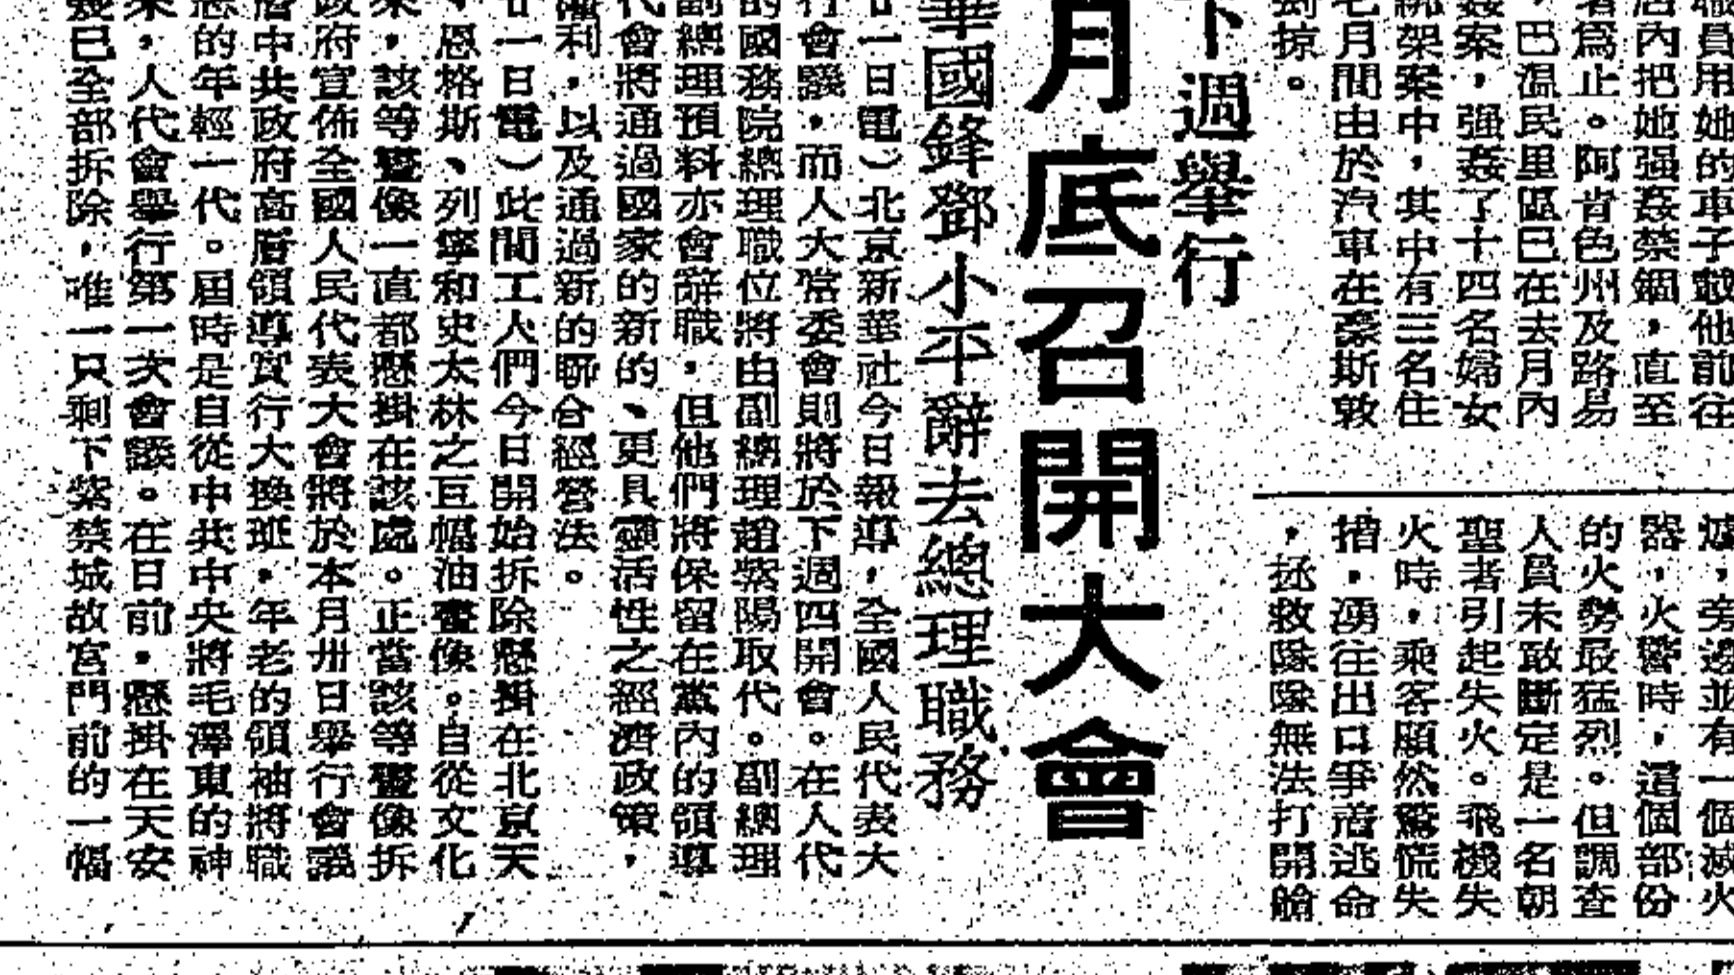 職員用她的車子載他前往
店內把她强姦禁錮，直至
為止。阿肯色州及路易
，巴溫民里區巳在去月內
姦案，强姦了十四名婦女
綁架案中，其中有三名住
七月間由於汽車在豪斯敦
掠。
，旁邊並有一個滅火
器，火警時，這個部份
的火勢最猛烈。但調查
人員未敢斷定是一名朝
聖者引起失火。飛機失
火時，乘客顯然驚慌失
措，湧往出口爭着逃命
，拯救隊隊無法打開艙
下週舉行
月底召開大會
華國鋒鄧小平辭去總理職務
廿一日電）北京新華社今日報導，全國人民代表大
行會議，而人大常委會則將於下週四開會。在人代
的國務院總理職位將由副總理趙紫陽取代。副總理
副總理預料亦會辭職，但他們將保留在黨內的領導
代會將通過國家的新的、更具靈活性之經濟政策，
權利，以及通過新的聯合經營法。
廿一日電）此間工人們今日開始拆除懸掛在北京天
、恩格斯、列寧和史太林之巨幅油畫像。自從文化
來，該等畫像一直都懸掛在該處。正當該等畫像拆
政府宣佈全國人民代表大會將於本月卅日舉行會議
層中共政府高層領導實行大換班，年老的領袖將職
的年輕一代。屆時是自從中共中央將毛澤東的神
來，人代會舉行第一次會議。在日前，懸掛在天安
義巳全部拆除，唯一只剩下紫禁城故宮門前的一幅